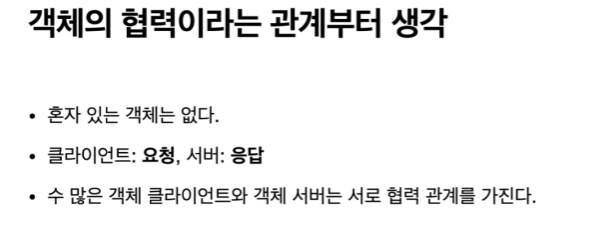 객체의 협력이라는 관계부터 생각
• 혼자 있는 객체는 없다.
• 클라이언트: 요청, 서버: 응답
• 수 많은 객체 클라이언트와 객체 서버는 서로 협력 관계를 가진다.